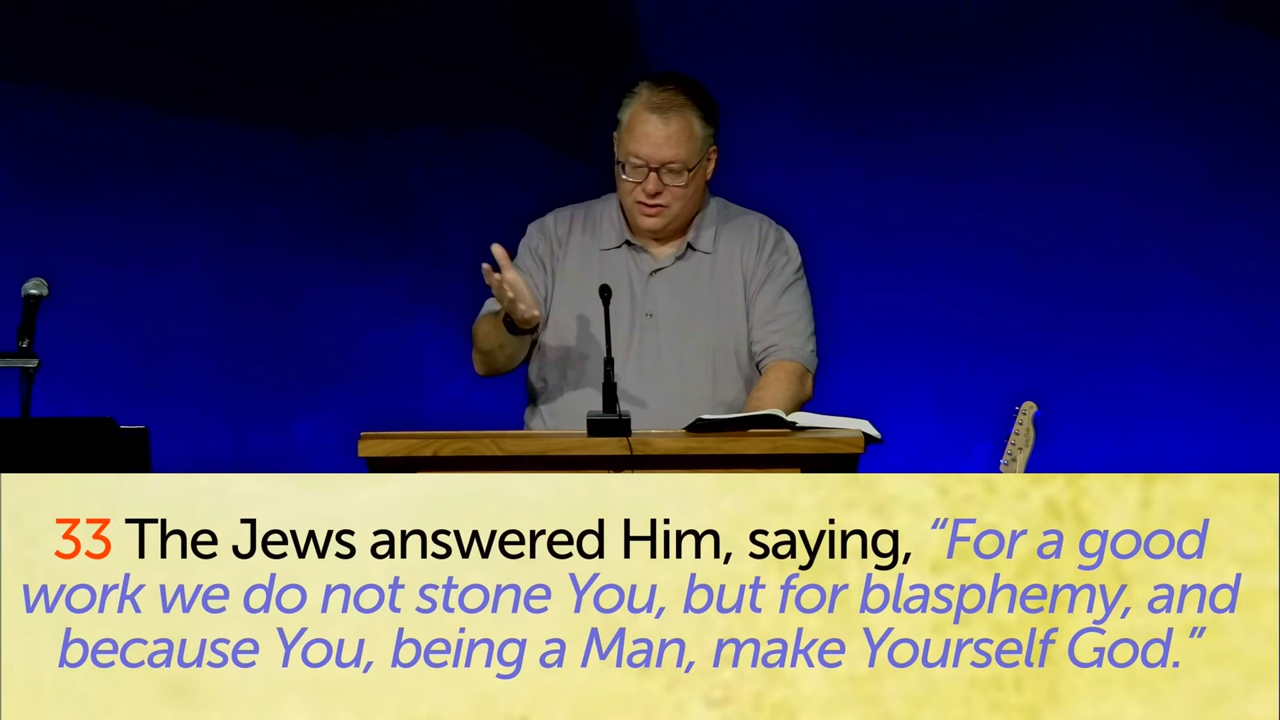 33 The Jews answered Him, saying, “For a good
work we do not stone You, but for blasphemy, and
because You, being a Man, make Yourself God.”